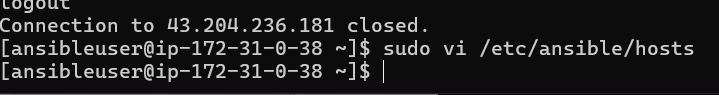 logout
Connection to 43.204.236.181 closed.
[ansibleuser@ip-172-31-0-38 ~]$ sudo vi /etc/ansible/hosts
[ansibleuser@ip-172-31-0-38 ~]$